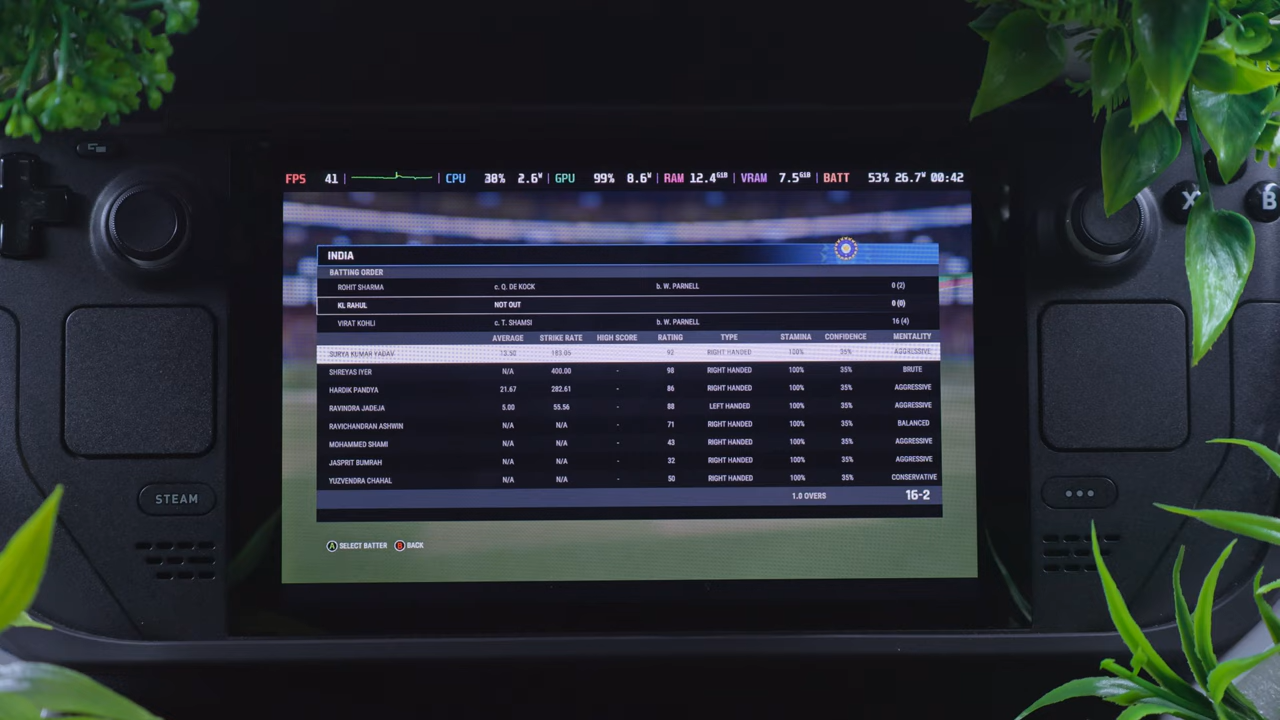 FPS 41 | CPU 38% 2.6W | GPU 99% 8.6W | RAM 12.4GiB | VRAM 7.5GiB | BATT 53% 26.7W 00:42
X B
INDIA
BATTING ORDER
ROHIT SHARMA c. Q. DE KOCK b. W. PARNELL 0 (2)
KL RAHUL NOT OUT 0 (0)
VIRAT KOHLI c. T. SHAMSI b. W. PARNELL 16 (4)
AVERAGE STRIKE RATE HIGH SCORE RATING TYPE STAMINA CONFIDENCE MENTALITY
SURYA KUMAR YADAV RIGHT HANDED 100% 35% AGGRESSIVE
SHREYAS IYER N/A 400.00 - 98 RIGHT HANDED 100% 35% BRUTE
HARDIK PANDYA 21.67 282.61 - 86 RIGHT HANDED 100% 35% AGGRESSIVE
RAVINDRA JADEJA 5.00 55.56 - 88 LEFT HANDED 100% 35% AGGRESSIVE
RAVICHANDRAN ASHWIN N/A N/A - 71 RIGHT HANDED 100% 35% BALANCED
MOHAMMED SHAMI N/A N/A - 43 RIGHT HANDED 100% 35% AGGRESSIVE
JASPRIT BUMRAH N/A N/A - 32 RIGHT HANDED 100% 35% AGGRESSIVE
YUZVENDRA CHAHAL N/A N/A - 50 RIGHT HANDED 100% 35% CONSERVATIVE
1.0 OVERS 16-2
STEAM
A SELECT BATTER B BACK